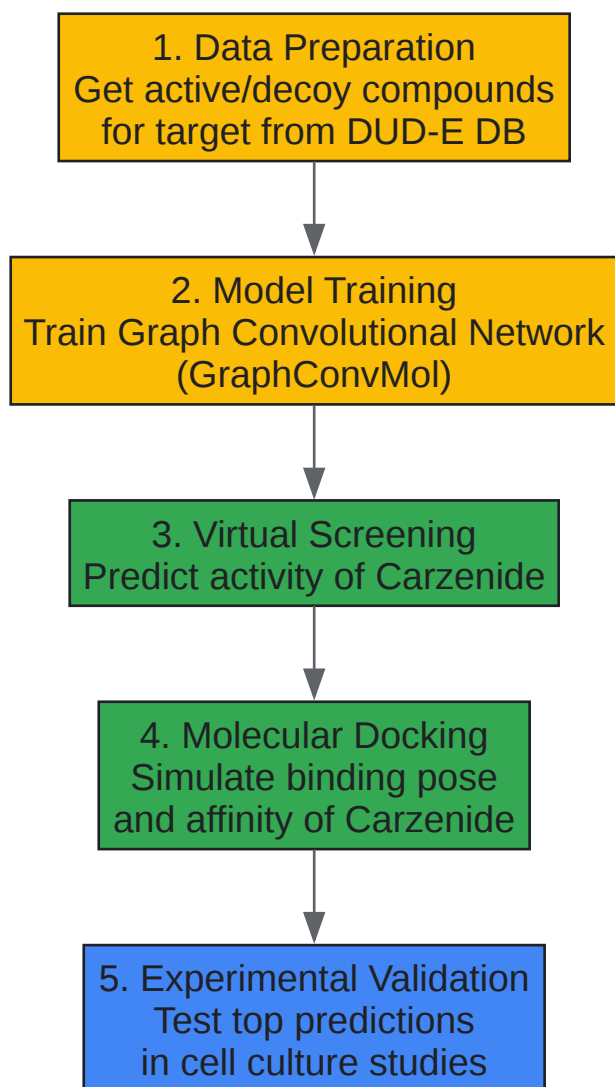 1. Data Preparation
Get active/decoy compounds
for target from DUD-E DB
2. Model Training
Train Graph Convolutional Network
(GraphConvMol)
3. Virtual Screening
Predict activity of Carzenide
4. Molecular Docking
Simulate binding pose
and affinity of Carzenide
5. Experimental Validation
Test top predictions
in cell culture studies